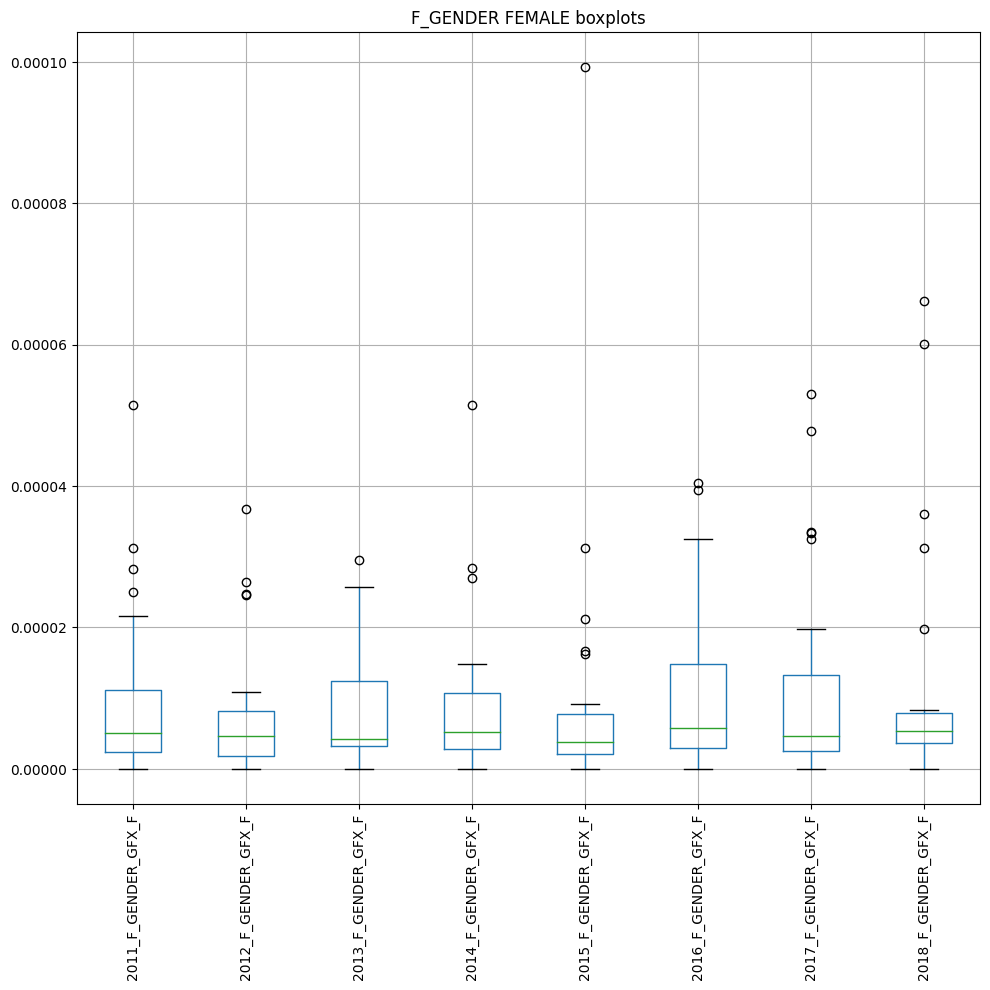 F_GENDER FEMALE boxplots
0.00010
0.00008
0.00006
0.00004
0.00002
0.00000
2011_F_GENDER_GFX_F
2012_F_GENDER_GFX_F
2013_F_GENDER_GFX_F
2014_F_GENDER_GFX_F
2015_F_GENDER_GFX_F
2016_F_GENDER_GFX_F
2017_F_GENDER_GFX_F
2018_F_GENDER_GFX_F